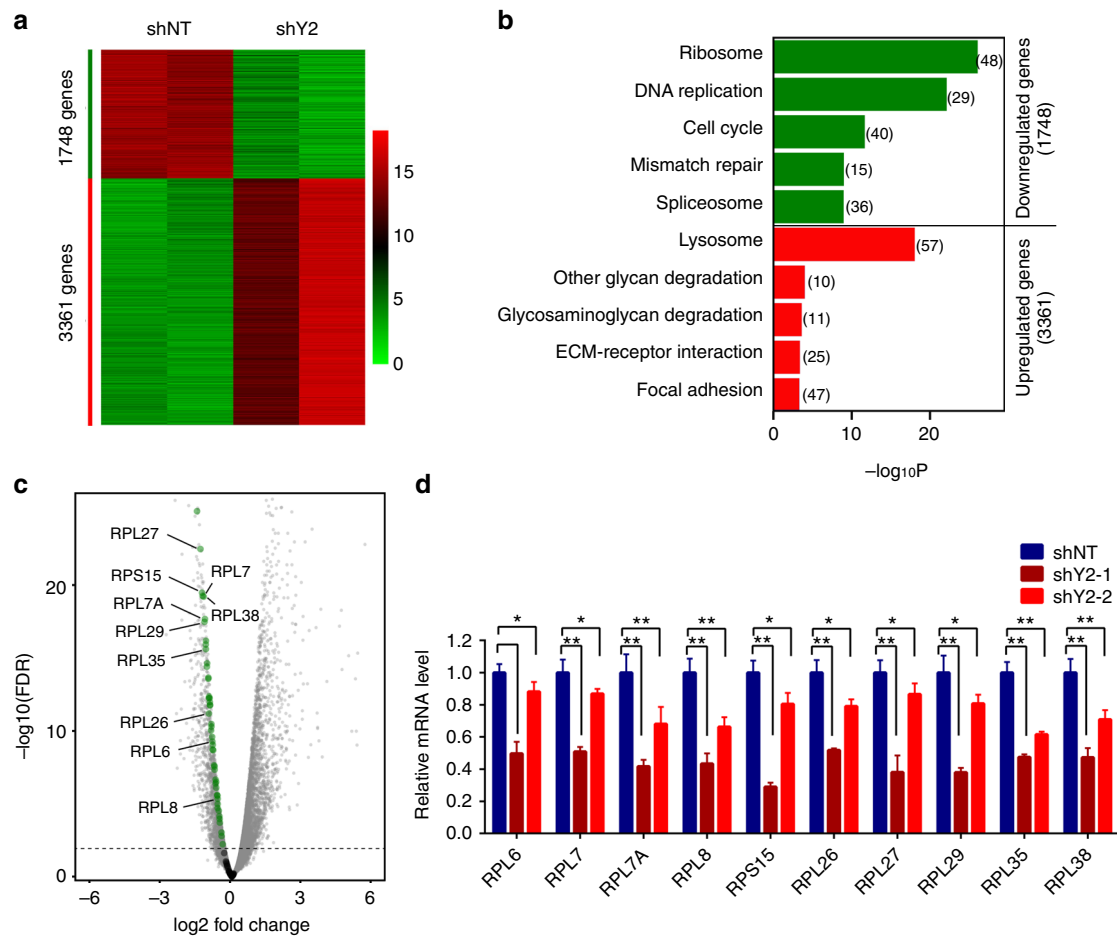 a
shNT shY2
1748 genes
3361 genes
15
10
5
0
b
Ribosome (48)
DNA replication (29)
Cell cycle (40)
Mismatch repair (15)
Spliceosome (36)
Lysosome (57)
Other glycan degradation (10)
Glycosaminoglycan degradation (11)
ECM-receptor interaction (25)
Focal adhesion (47)
Downregulated genes
(1748)
Upregulated genes
(3361)
0 10 20
–log₁₀P
c
–log10(FDR)
20
10
0
RPL27
RPS15
RPL7
RPL7A
RPL38
RPL29
RPL35
RPL26
RPL6
RPL8
−6 −3 0 3 6
log2 fold change
d
shNT
shY2-1
shY2-2
Relative mRNA level
* * ** ** * * * * ** **
** ** ** ** ** ** ** ** **
1.2
1.0
0.8
0.6
0.4
0.2
0.0
RPL6 RPL7 RPL7A RPL8 RPS15 RPL26 RPL27 RPL29 RPL35 RPL38